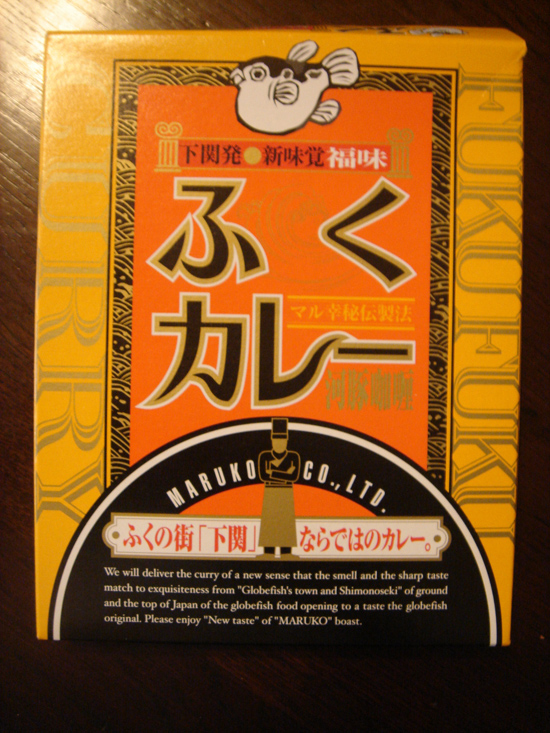 下関発●新味覚福味
ふく
カレー
マル幸秘伝製法
河豚咖喱
CURRY
FUKUFUKU
MARUKO CO., LTD.
ふくの街「下関」ならではのカレー。
We will deliver the curry of a new sense that the smell and the sharp taste
match to exquisiteness from "Globefish's town and Shimonoseki" of ground
and the top of Japan of the globefish food opening to a taste the globefish
original. Please enjoy "New taste" of "MARUKO" boast.